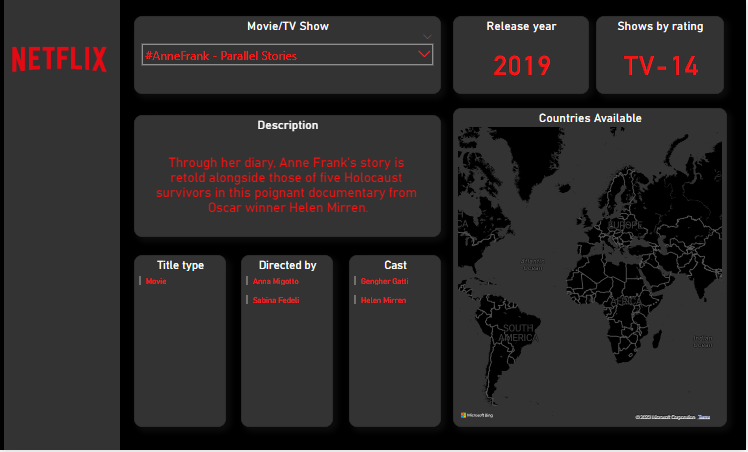 NETFLIX
Movie/TV Show
#AnneFrank - Parallel Stories
Release year
2019
Shows by rating
TV-14
Description
Through her diary, Anne Frank's story is
retold alongside those of five Holocaust
survivors in this poignant documentary from
Oscar winner Helen Mirren.
Title type
Movie
Directed by
Anna Migotto
Sabina Fedeli
Cast
Gengher Gatti
Helen Mirren
Countries Available
EUROPE
AFRICA
SOUTH
AMERICA
Microsoft Bing
Microsoft Corporation
Terms